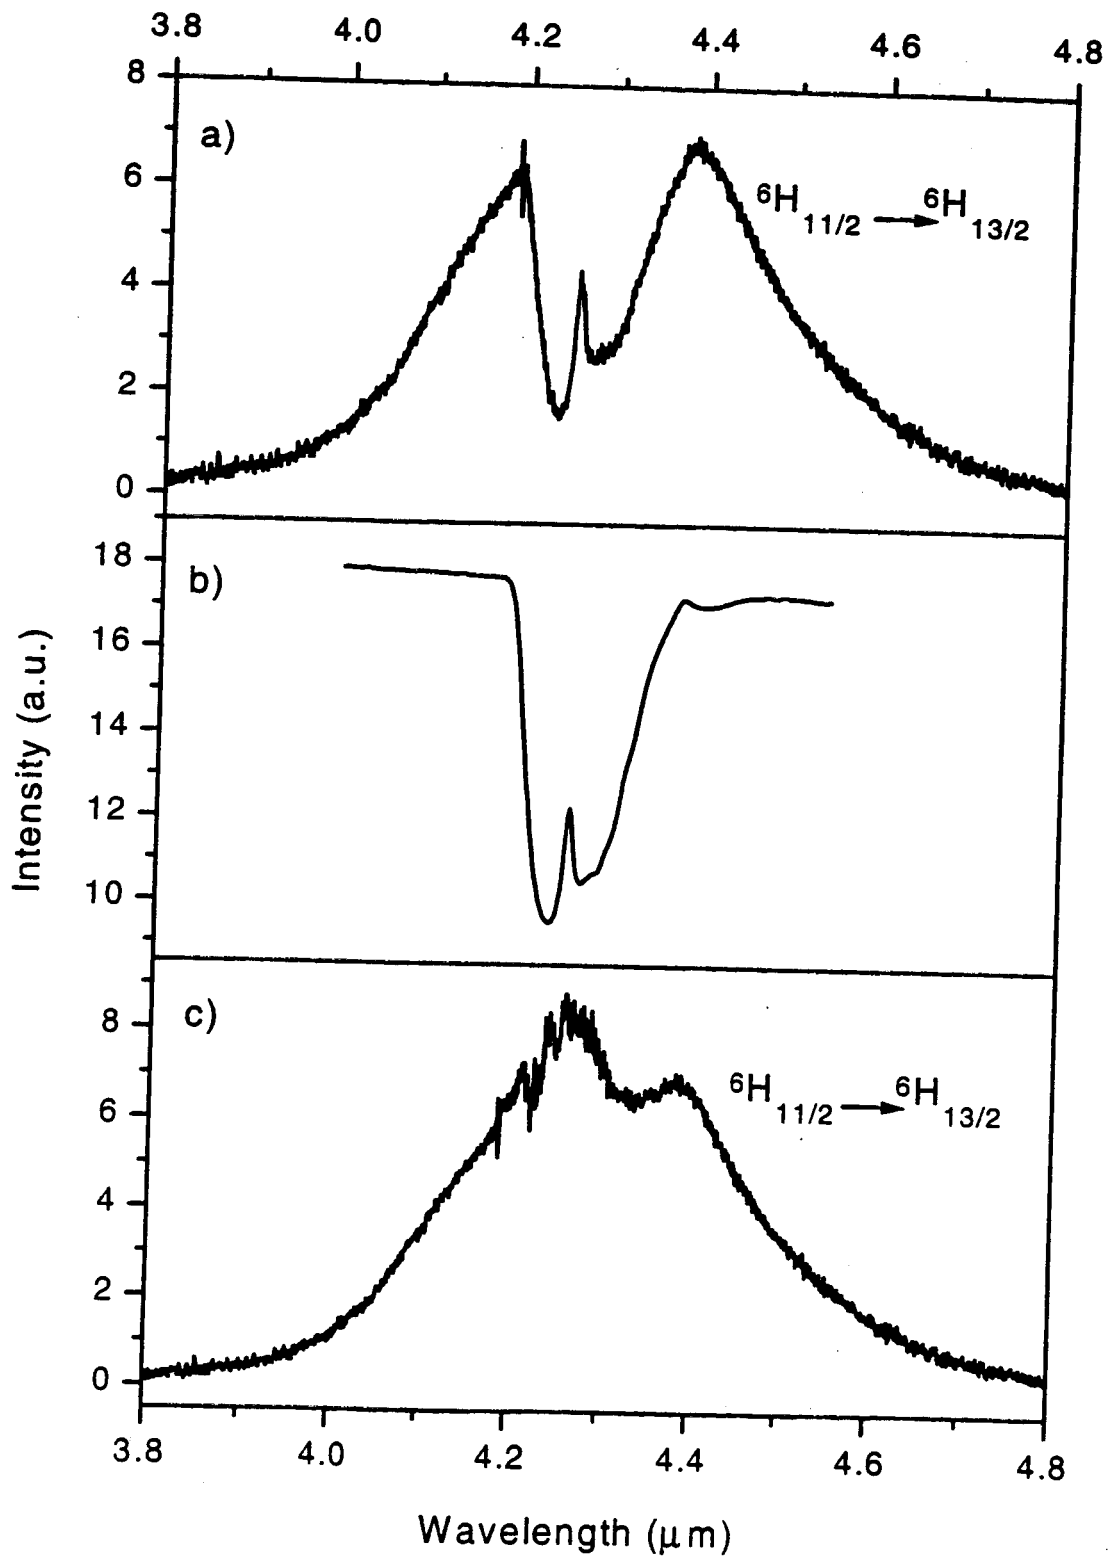 3.8 4.0 4.2 4.4 4.6 4.8
8
a)
6
⁶H₁₁/₂ → ⁶H₁₃/₂
4
2
0
18
b)
16
14
12
10
Intensity (a.u.)
8
c)
6
⁶H₁₁/₂ → ⁶H₁₃/₂
4
2
0
3.8 4.0 4.2 4.4 4.6 4.8
Wavelength (μm)